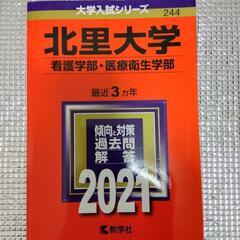 大学入試シリーズ
244
北里大学
看護学部・医療衛生学部
最近3ヵ年
傾向と対策
過去問
解答
2021
教学社